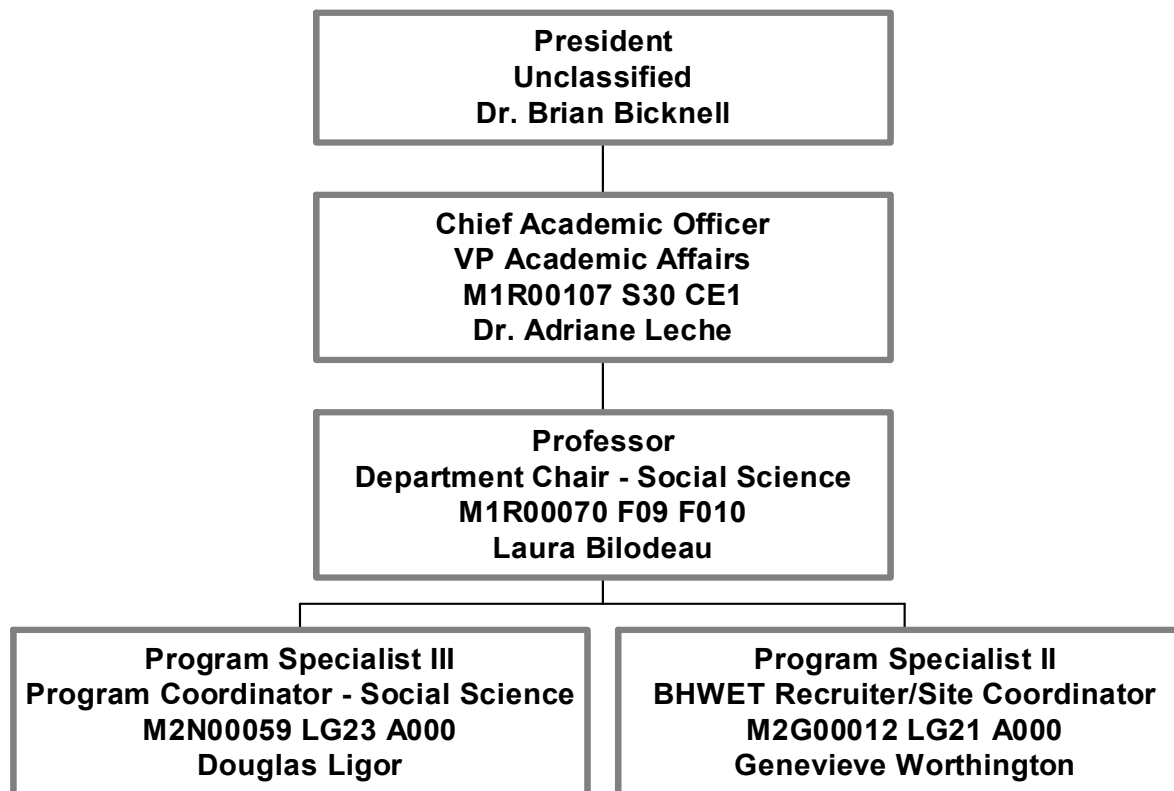 President
Unclassified
Dr. Brian Bicknell
Chief Academic Officer
VP Academic Affairs
M1R00107 S30 CE1
Dr. Adriane Leche
Professor
Department Chair - Social Science
M1R00070 F09 F010
Laura Bilodeau
Program Specialist III
Program Coordinator - Social Science
M2N00059 LG23 A000
Douglas Ligor
Program Specialist II
BHWET Recruiter/Site Coordinator
M2G00012 LG21 A000
Genevieve Worthington